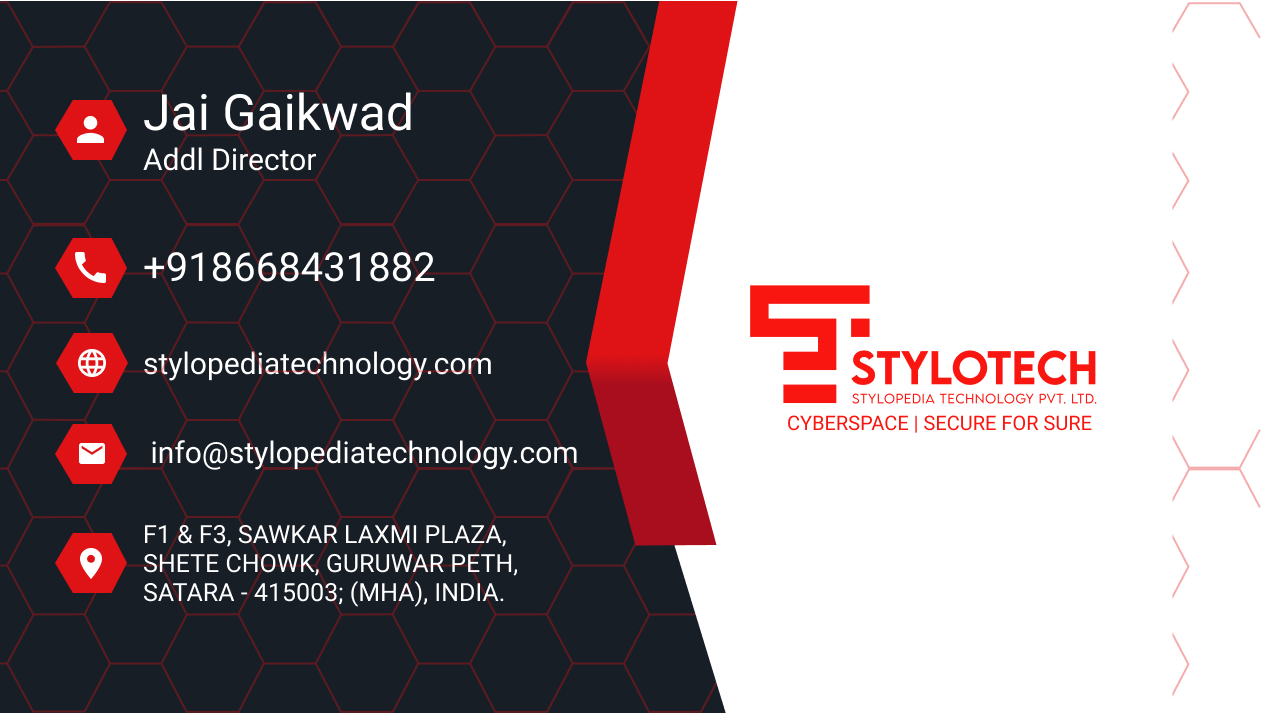 Jai Gaikwad
Addl Director
+918668431882
stylopediatechnology.com
info@stylopediatechnology.com
F1 & F3, SAWKAR LAXMI PLAZA,
SHETE CHOWK, GURUWAR PETH,
SATARA - 415003; (MHA), INDIA.
STYLOTECH
STYLOPEDIA TECHNOLOGY PVT. LTD.
CYBERSPACE | SECURE FOR SURE